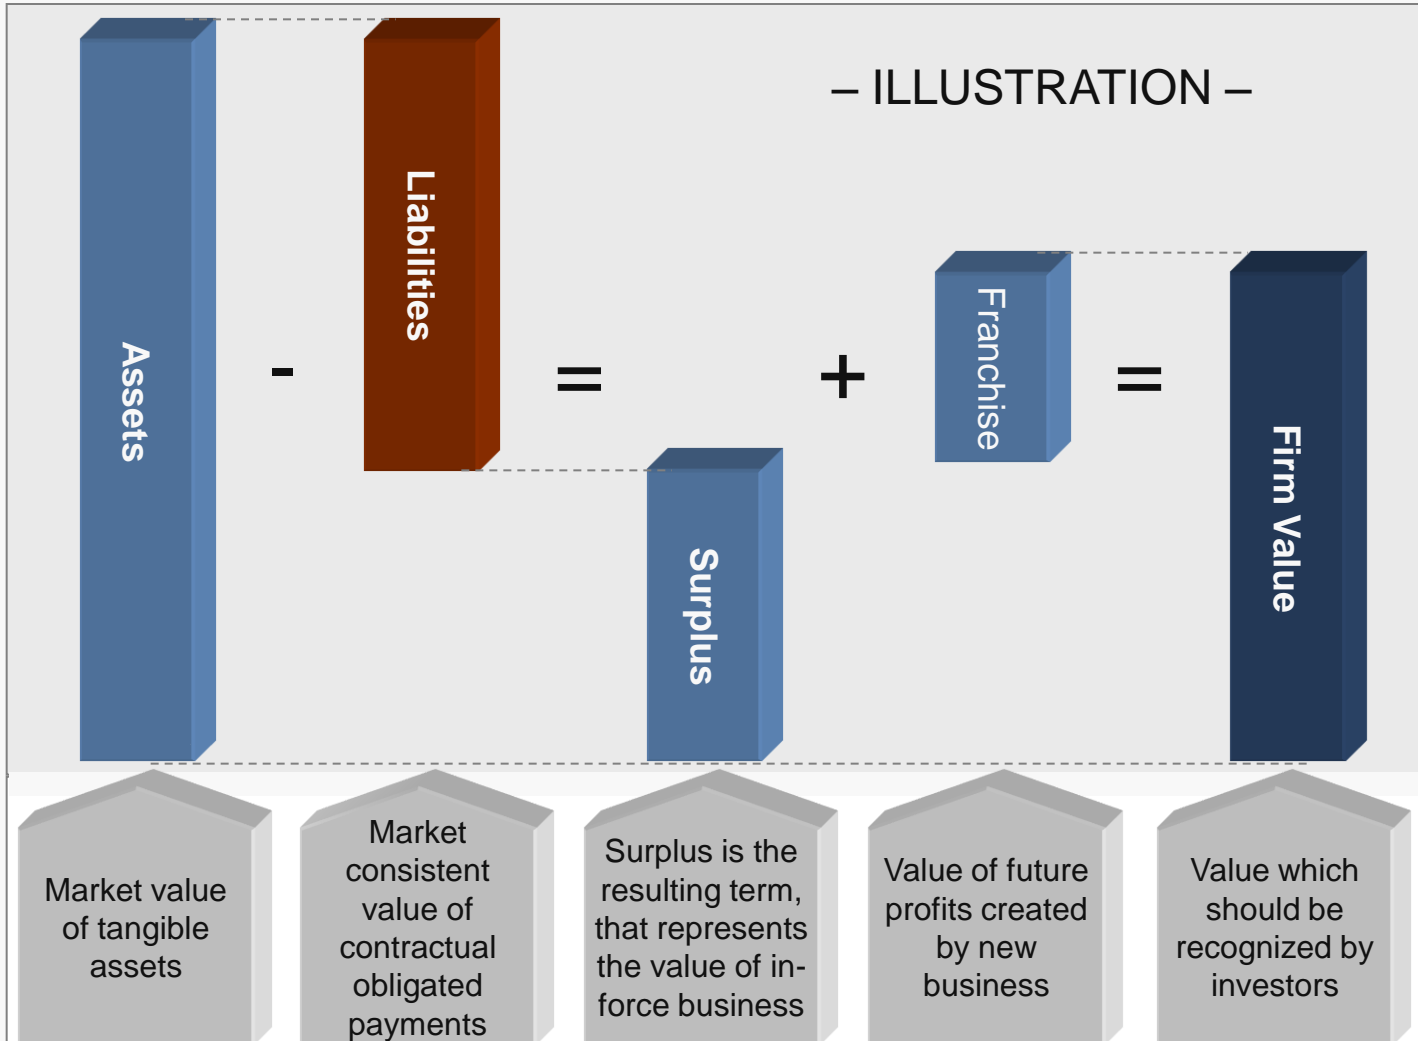 – ILLUSTRATION –
Assets
-
Liabilities
=
Surplus
+
Franchise
=
Firm Value
Market value
of tangible
assets
Market
consistent
value of
contractual
obligated
payments
Surplus is the
resulting term,
that represents
the value of in-
force business
Value of future
profits created
by new
business
Value which
should be
recognized by
investors